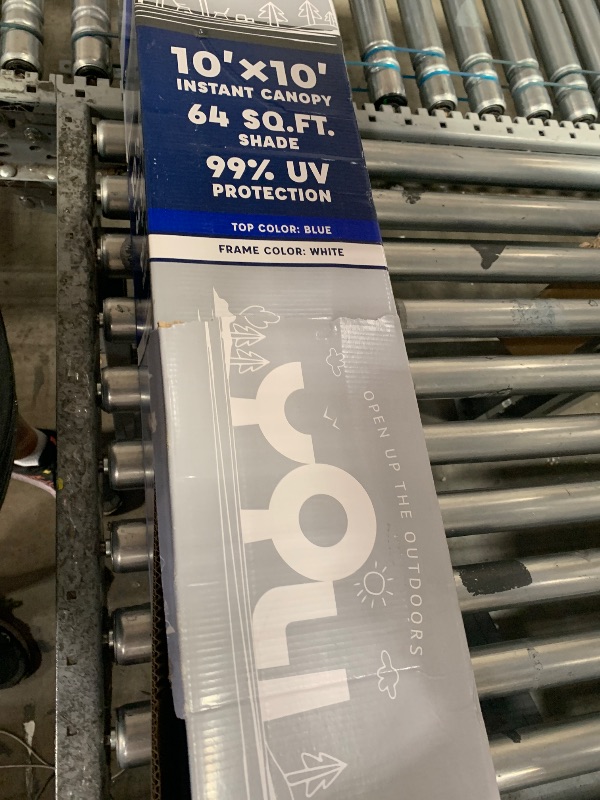 10'x10'
INSTANT CANOPY
64 SQ.FT.
SHADE
99% UV
PROTECTION
TOP COLOR: BLUE
FRAME COLOR: WHITE
YOLI
OPEN UP THE OUTDOORS